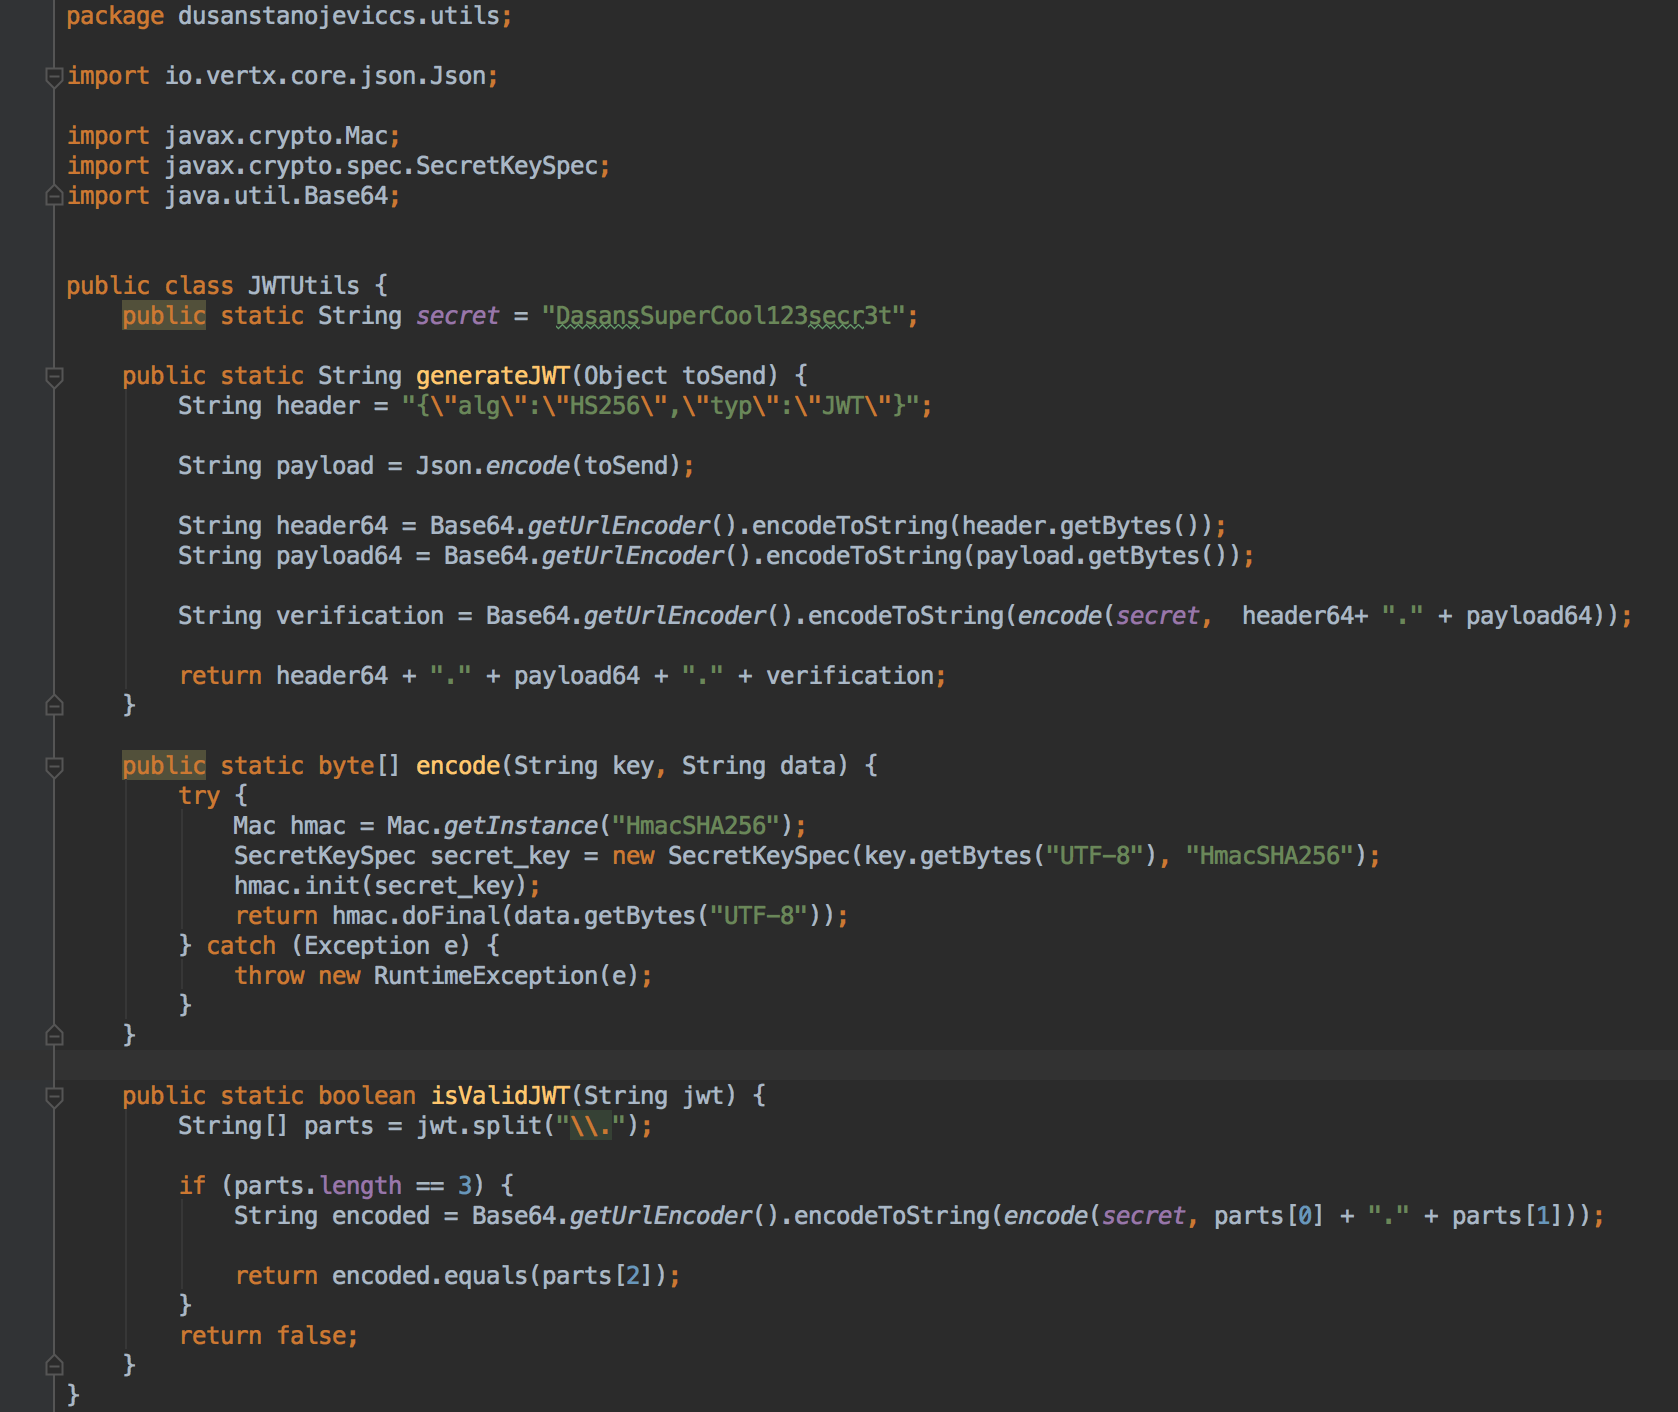 package dusanstanojeviccs.utils;
import io.vertx.core.json.Json;
import javax.crypto.Mac;
import javax.crypto.spec.SecretKeySpec;
import java.util.Base64;
public class JWTUtils {
public static String secret = "DasansSuperCool123secr3t";
public static String generateJWT(Object toSend) {
String header = "{\"alg\":\"HS256\",\"typ\":\"JWT\"}";
String payload = Json.encode(toSend);
String header64 = Base64.getUrlEncoder().encodeToString(header.getBytes());
String payload64 = Base64.getUrlEncoder().encodeToString(payload.getBytes());
String verification = Base64.getUrlEncoder().encodeToString(encode(secret,  header64+ "." + payload64));
return header64 + "." + payload64 + "." + verification;
}
public static byte[] encode(String key, String data) {
try {
Mac hmac = Mac.getInstance("HmacSHA256");
SecretKeySpec secret_key = new SecretKeySpec(key.getBytes("UTF-8"), "HmacSHA256");
hmac.init(secret_key);
return hmac.doFinal(data.getBytes("UTF-8"));
} catch (Exception e) {
throw new RuntimeException(e);
}
}
public static boolean isValidJWT(String jwt) {
String[] parts = jwt.split("\\.");
if (parts.length == 3) {
String encoded = Base64.getUrlEncoder().encodeToString(encode(secret, parts[0] + "." + parts[1]));
return encoded.equals(parts[2]);
}
return false;
}
}